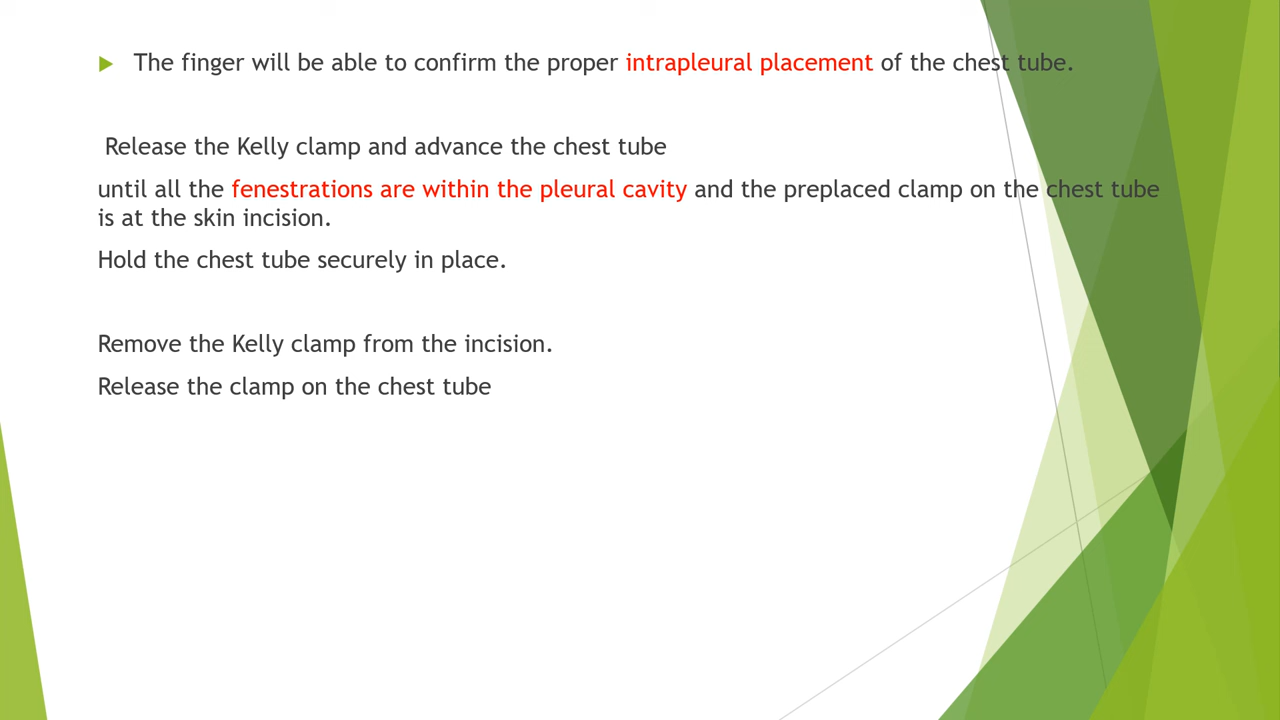 The finger will be able to confirm the proper intrapleural placement of the chest tube.
Release the Kelly clamp and advance the chest tube
until all the fenestrations are within the pleural cavity and the preplaced clamp on the chest tube
is at the skin incision.
Hold the chest tube securely in place.
Remove the Kelly clamp from the incision.
Release the clamp on the chest tube